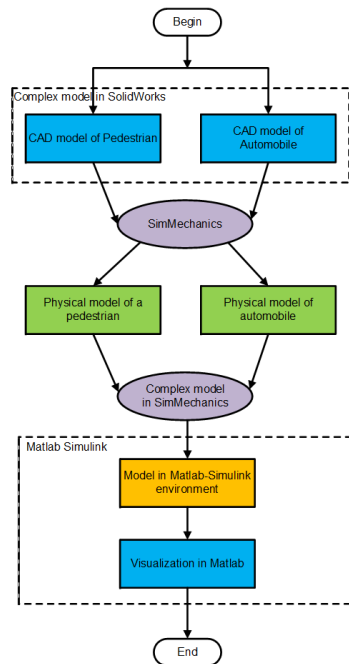 Begin
Complex model in SolidWorks
CAD model of Pedestrian
CAD model of
Automobile
SimMechanics
Physical model of a
pedestrian
Physical model of
automobile
Complex model
in SimMechanics
Matlab Simulink
Model in Matlab-Simulink
environment
Visualization in Matlab
End